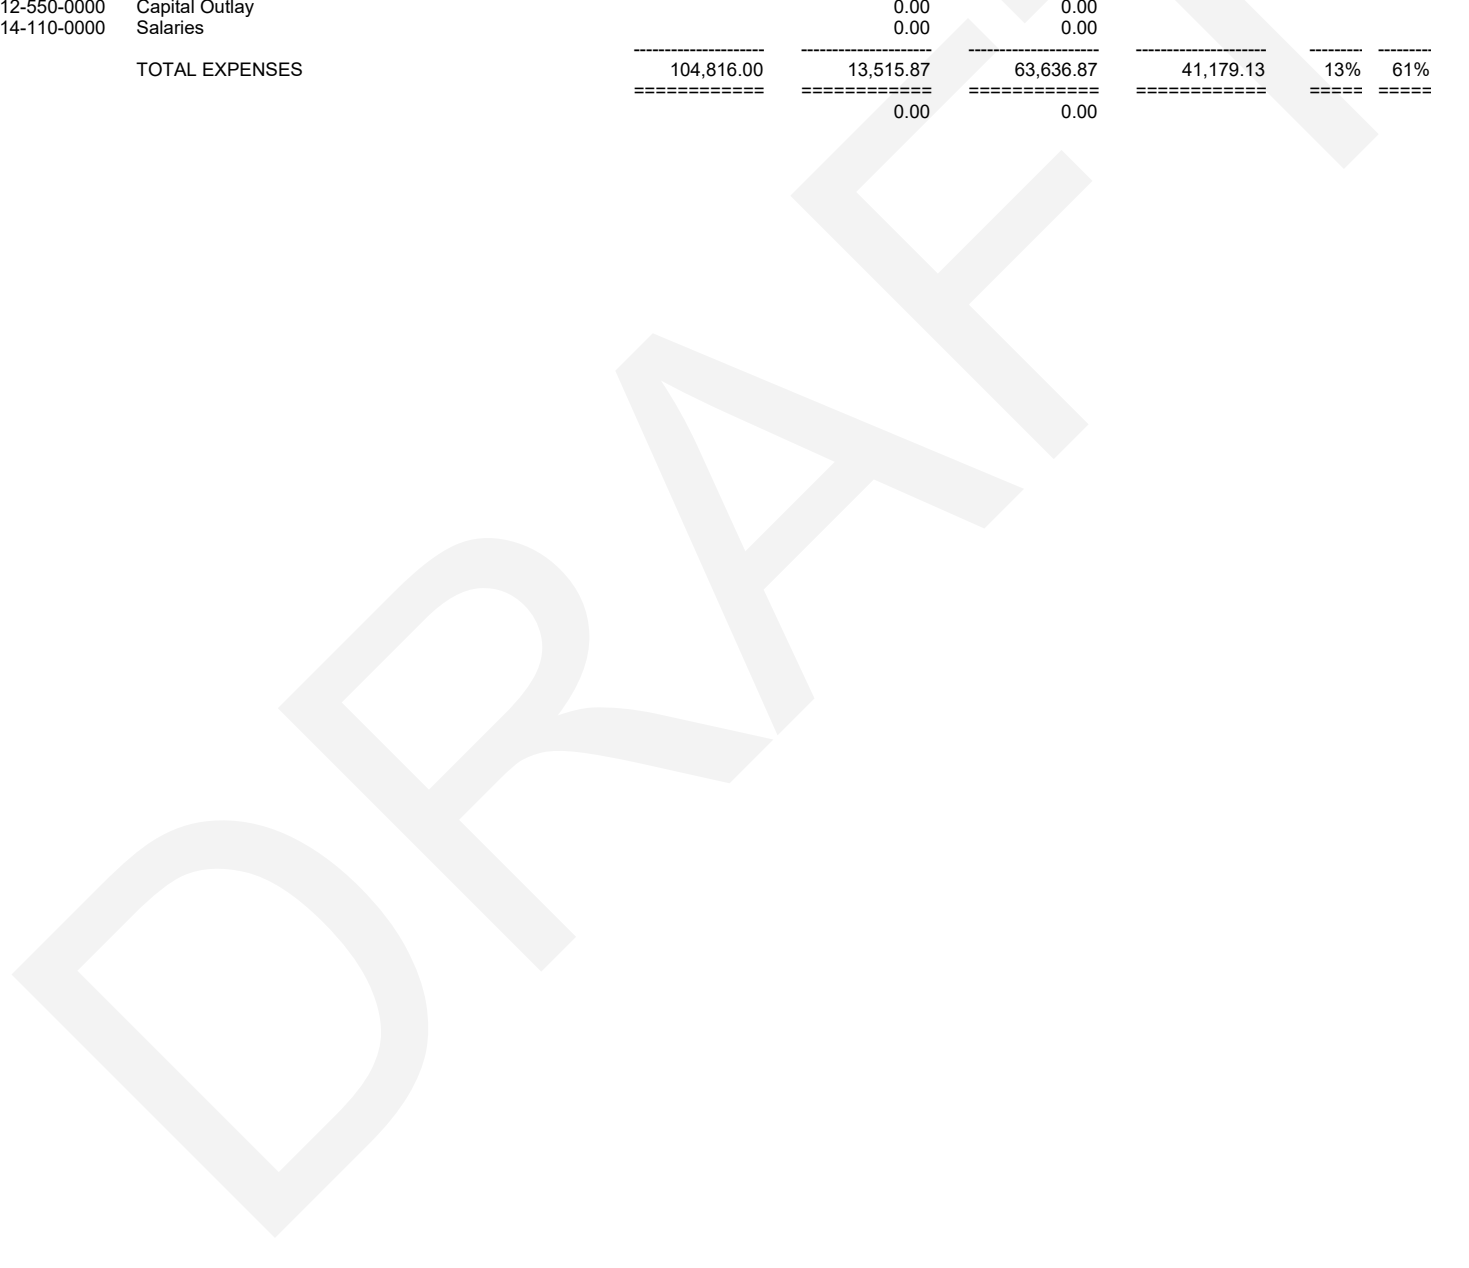 12-550-0000 Capital Outlay 0.00 0.00
14-110-0000 Salaries 0.00 0.00
--------------------- --------------------- --------------------- --------------------- --------- ---------
TOTAL EXPENSES 104,816.00 13,515.87 63,636.87 41,179.13 13% 61%
============ ============ ============ ============ ===== =====
0.00 0.00
DRAFT